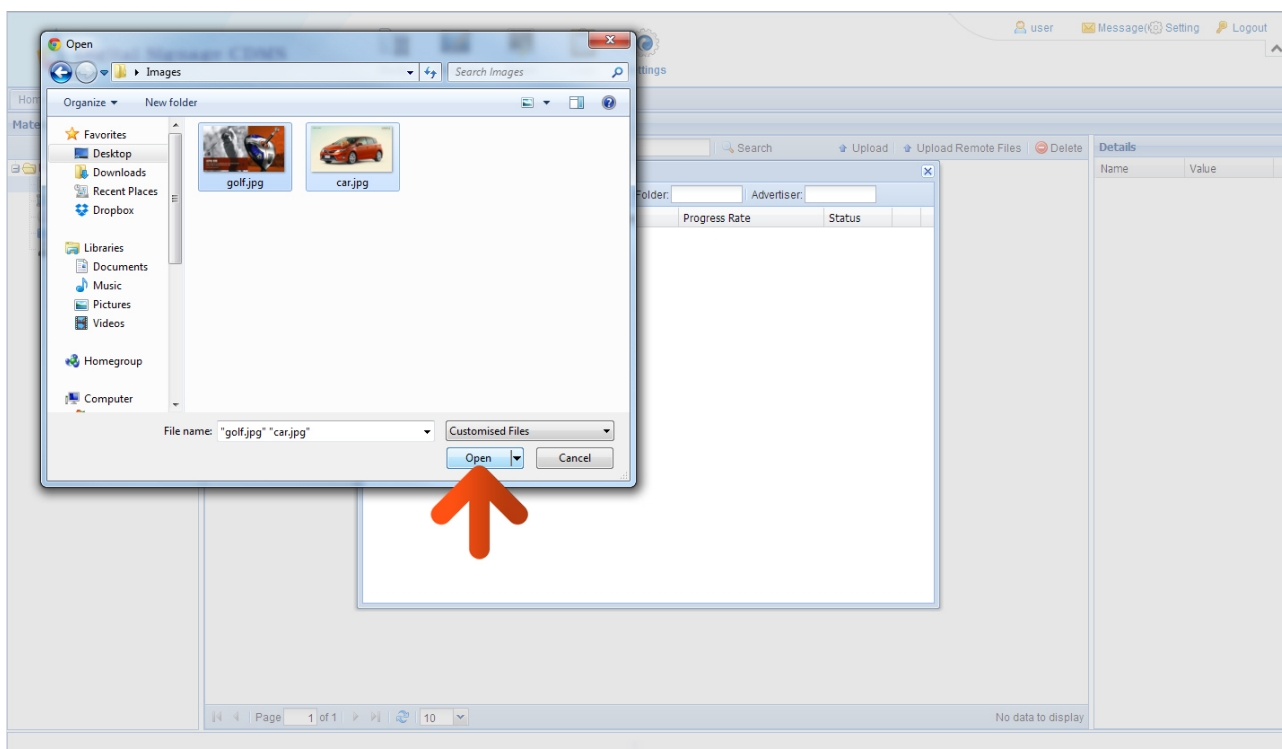 Open
Digital Signage CDMS
user Message( Setting Logout
Images
Search Images
Organize New folder
Favorites
Desktop
Downloads
Recent Places
Dropbox
Libraries
Documents
Music
Pictures
Videos
Homegroup
Computer
golf.jpg car.jpg
File name: "golf.jpg" "car.jpg"
Customised Files
Open Cancel
Search Upload Upload Remote Files Delete
Folder: Advertiser:
Progress Rate Status
Details
Name Value
Page 1 of 1 10 No data to display